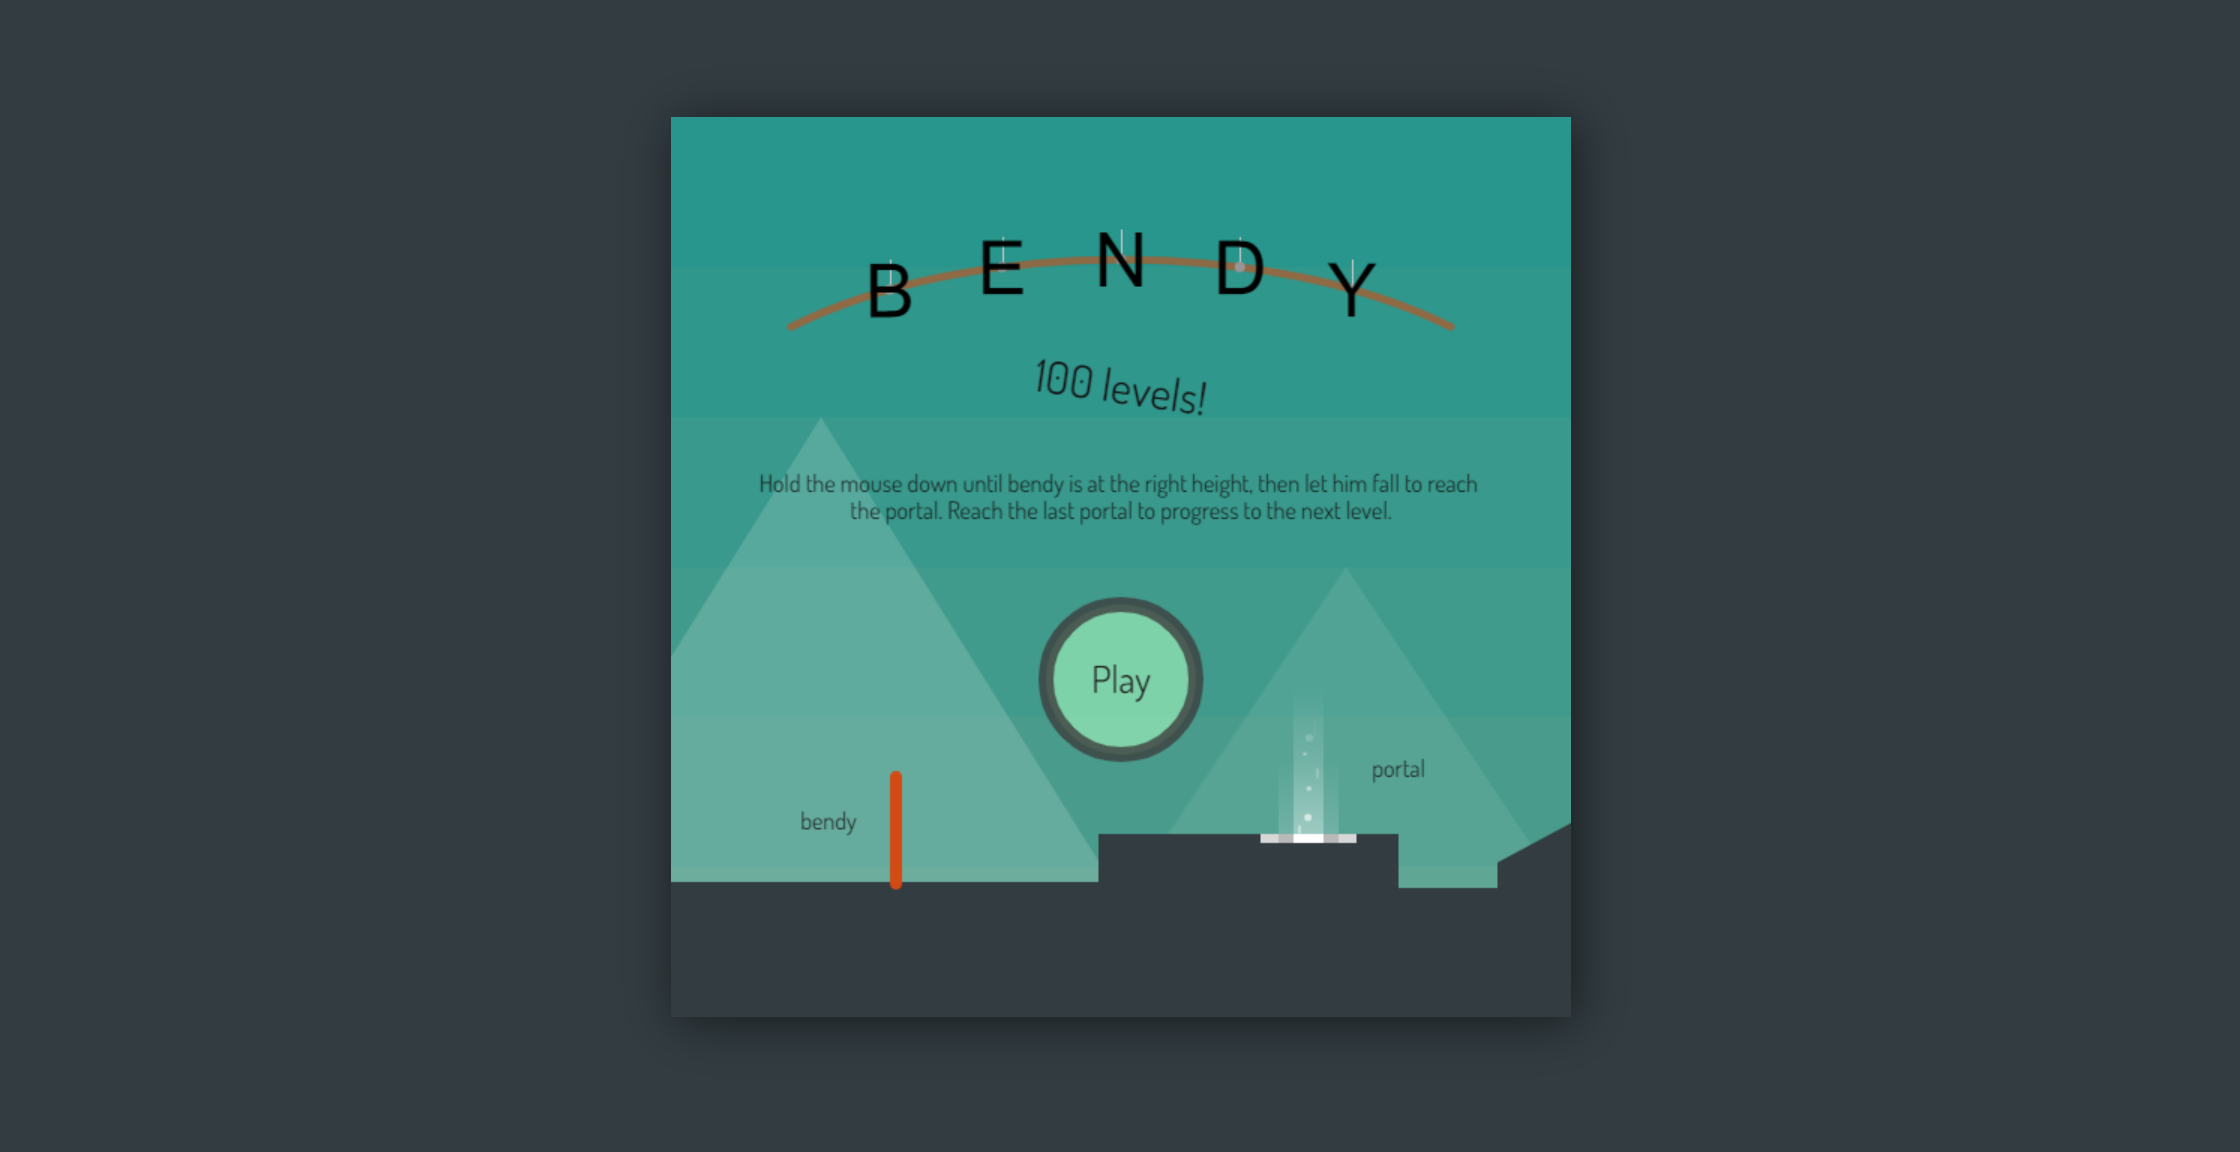 B E N D Y
100 levels!
Hold the mouse down until bendy is at the right height, then let him fall to reach
the portal. Reach the last portal to progress to the next level.
Play
portal
bendy